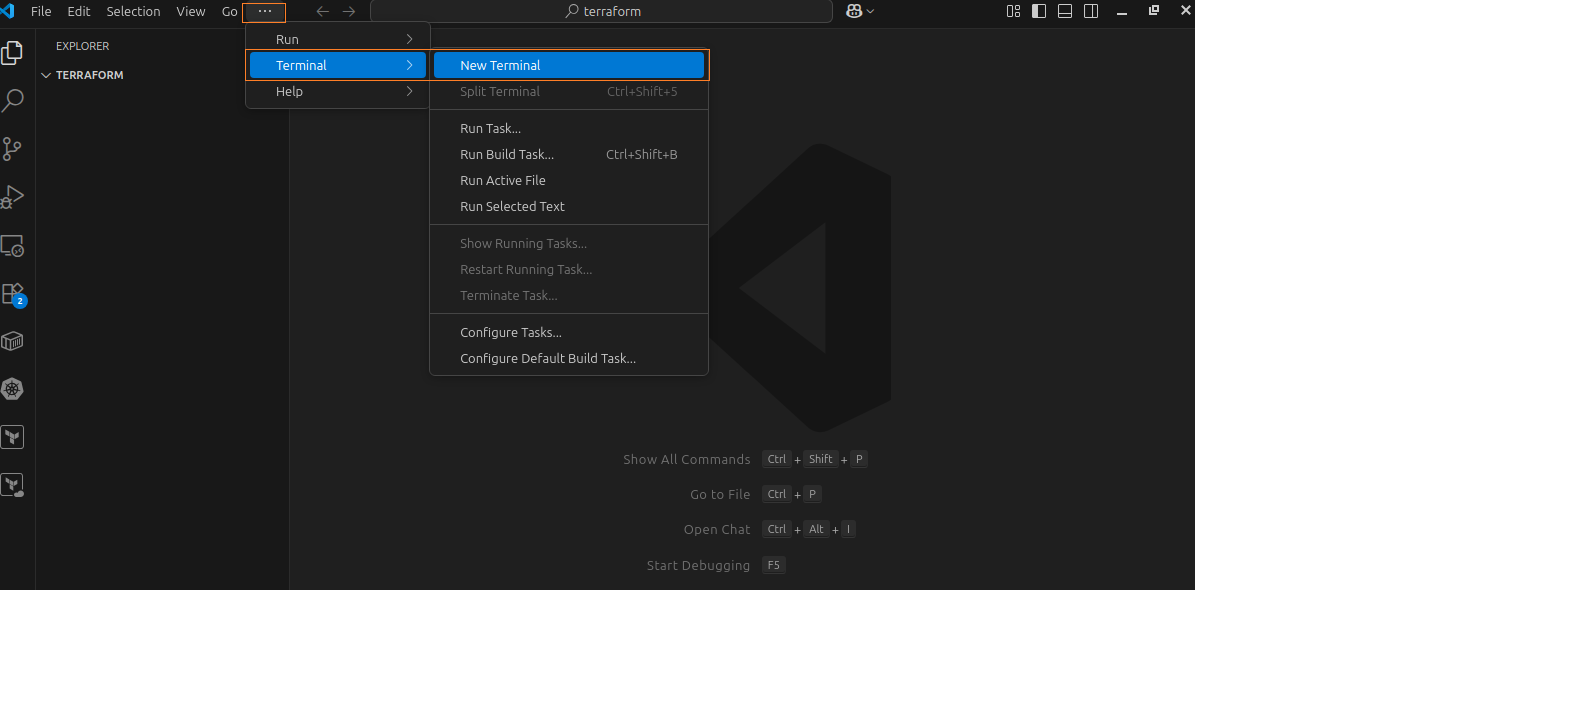 File Edit Selection View Go ··· terraform
EXPLORER
TERRAFORM
2
Run
Terminal
Help
New Terminal
Split Terminal Ctrl+Shift+5
Run Task...
Run Build Task... Ctrl+Shift+B
Run Active File
Run Selected Text
Show Running Tasks...
Restart Running Task...
Terminate Task...
Configure Tasks...
Configure Default Build Task...
Show All Commands Ctrl + Shift + P
Go to File Ctrl + P
Open Chat Ctrl + Alt + I
Start Debugging F5